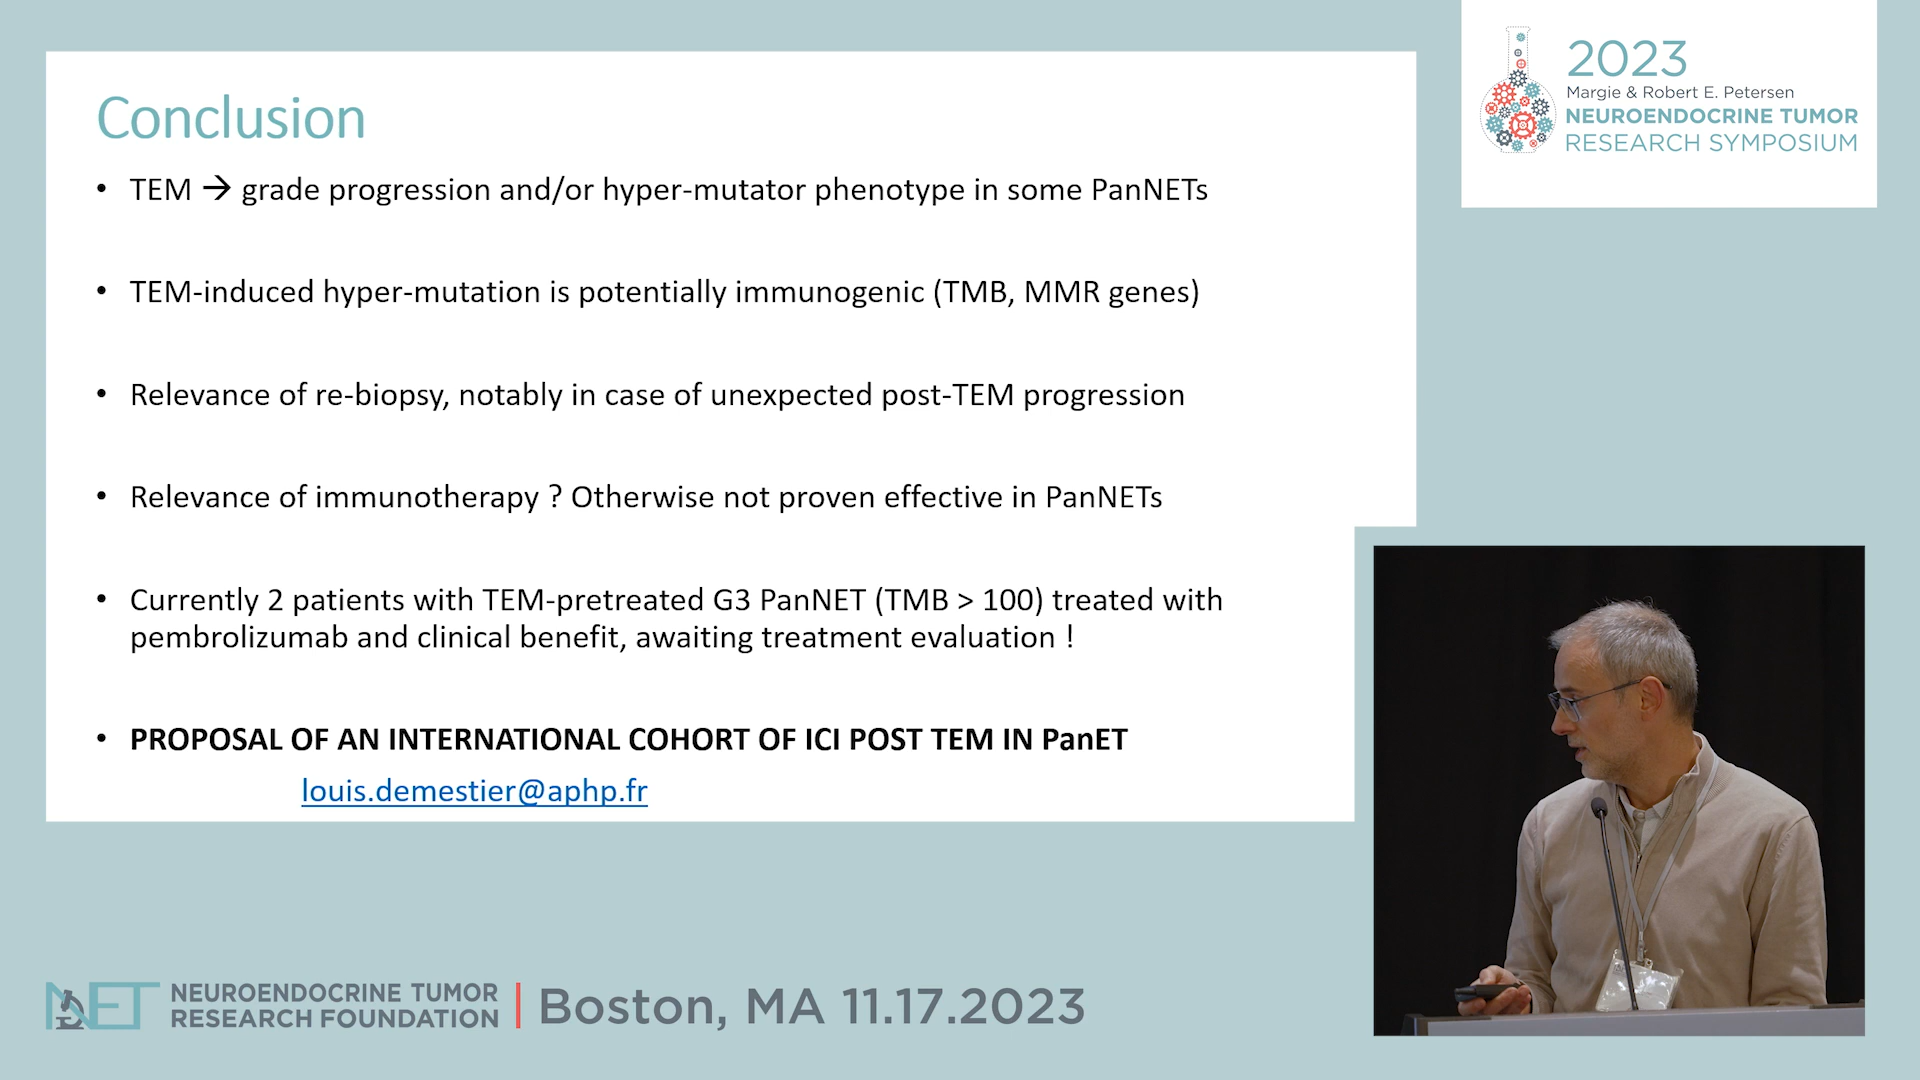 Conclusion
• TEM → grade progression and/or hyper-mutator phenotype in some PanNETs
• TEM-induced hyper-mutation is potentially immunogenic (TMB, MMR genes)
• Relevance of re-biopsy, notably in case of unexpected post-TEM progression
• Relevance of immunotherapy ? Otherwise not proven effective in PanNETs
• Currently 2 patients with TEM-pretreated G3 PanNET (TMB > 100) treated with
pembrolizumab and clinical benefit, awaiting treatment evaluation !
• PROPOSAL OF AN INTERNATIONAL COHORT OF ICI POST TEM IN PanET
louis.demestier@aphp.fr
2023
Margie & Robert E. Petersen
NEUROENDOCRINE TUMOR
RESEARCH SYMPOSIUM
NET
NEUROENDOCRINE TUMOR
RESEARCH FOUNDATION
Boston, MA 11.17.2023